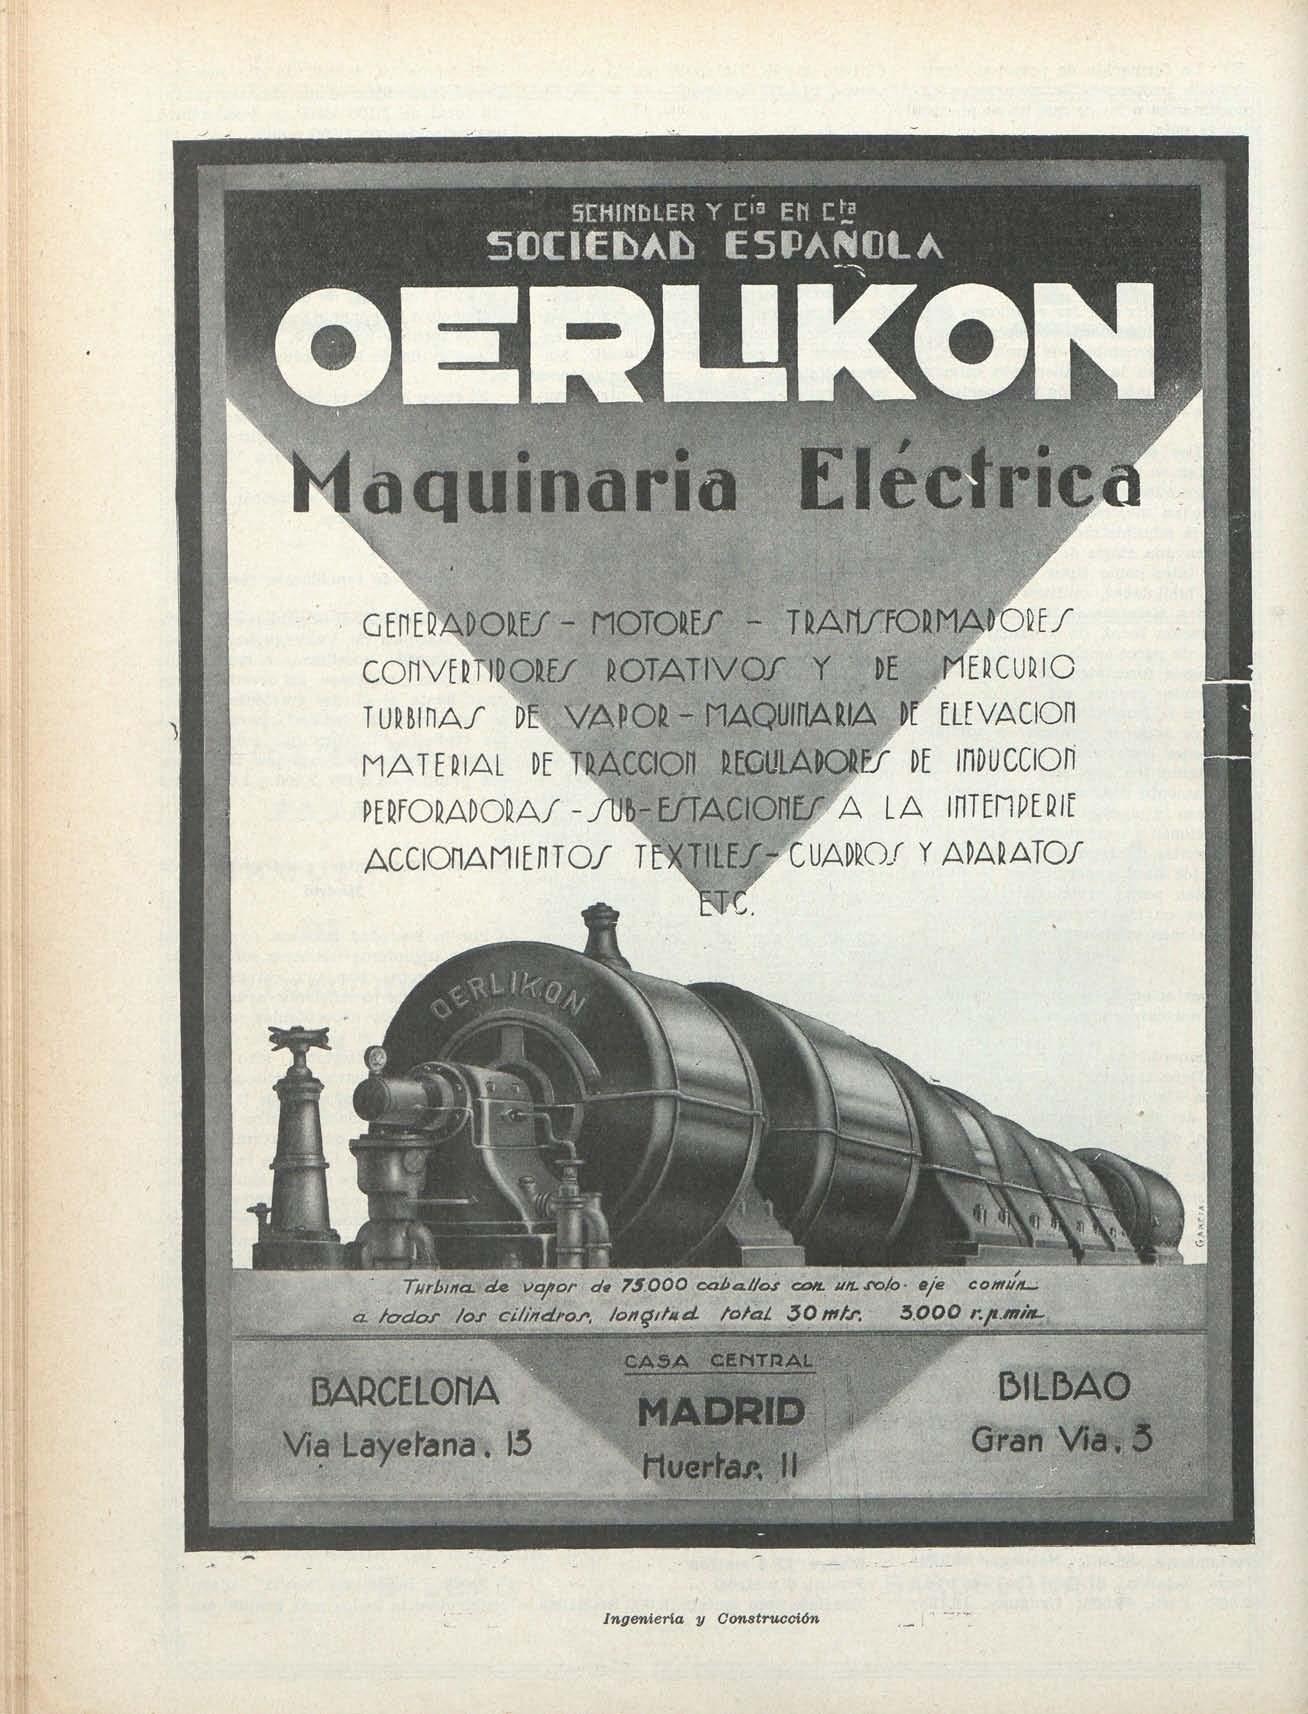 SCHINDLER Y Cía EN Cta
SOCIEDAD ESPAÑOLA
OERLIKON
Maquinaria Eléctrica
GENERADORES - MOTORES - TRANSFORMADORES
CONVERTIDORES ROTATIVOS Y DE MERCURIO
TURBINAS DE VAPOR - MAQUINARIA DE ELEVACION
MATERIAL DE TRACCION REGULADORES DE INDUCCION
PERFORADORAS - SUB-ESTACIONES A LA INTEMPERIE
ACCIONAMIENTOS TEXTILES - CUADROS Y APARATOS
ETC.
OERLIKON
GARCIA
Turbina de vapor de 75.000 caballos con un solo eje común
a todos los cilindros, longitud total 30 mts. 3.000 r.p.min
BARCELONA
Via Layetana, 13
CASA CENTRAL
MADRID
Huertas, 11
BILBAO
Gran Via, 3
Ingeniería y Construcción